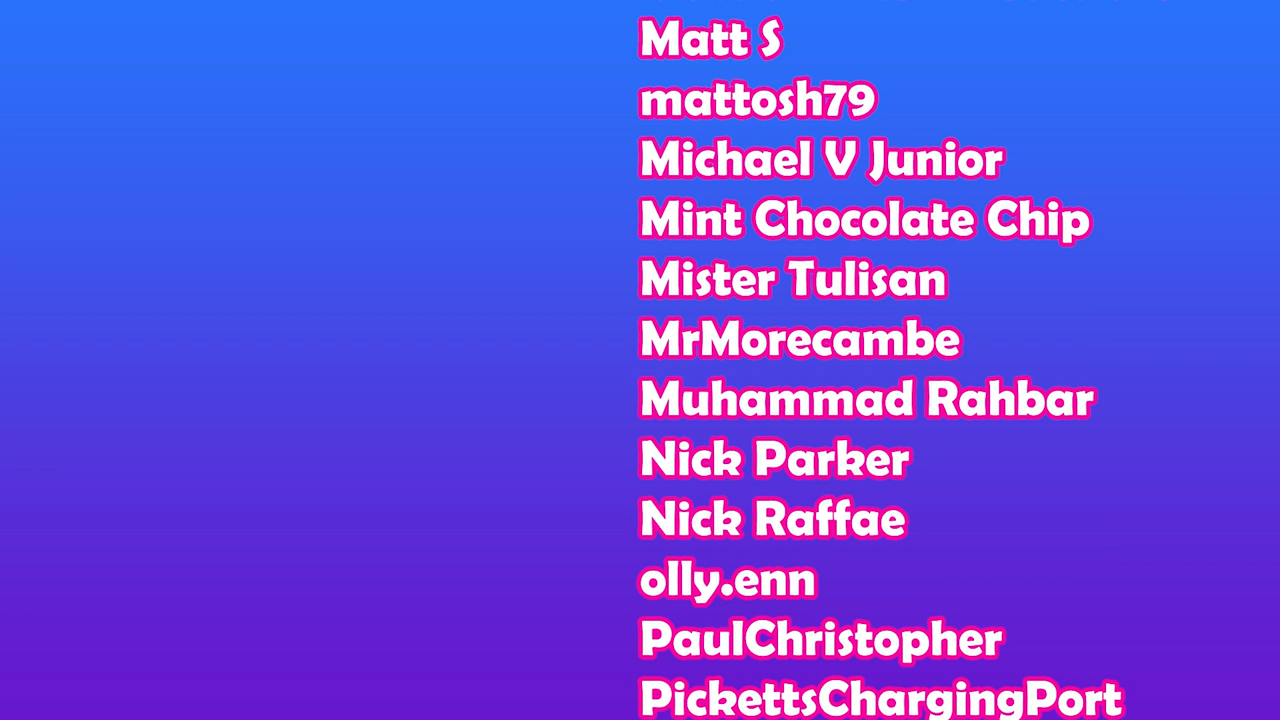 Matt S
mattosh79
Michael V Junior
Mint Chocolate Chip
Mister Tulisan
MrMorecambe
Muhammad Rahbar
Nick Parker
Nick Raffae
olly.enn
PaulChristopher
PickettsChargingPort